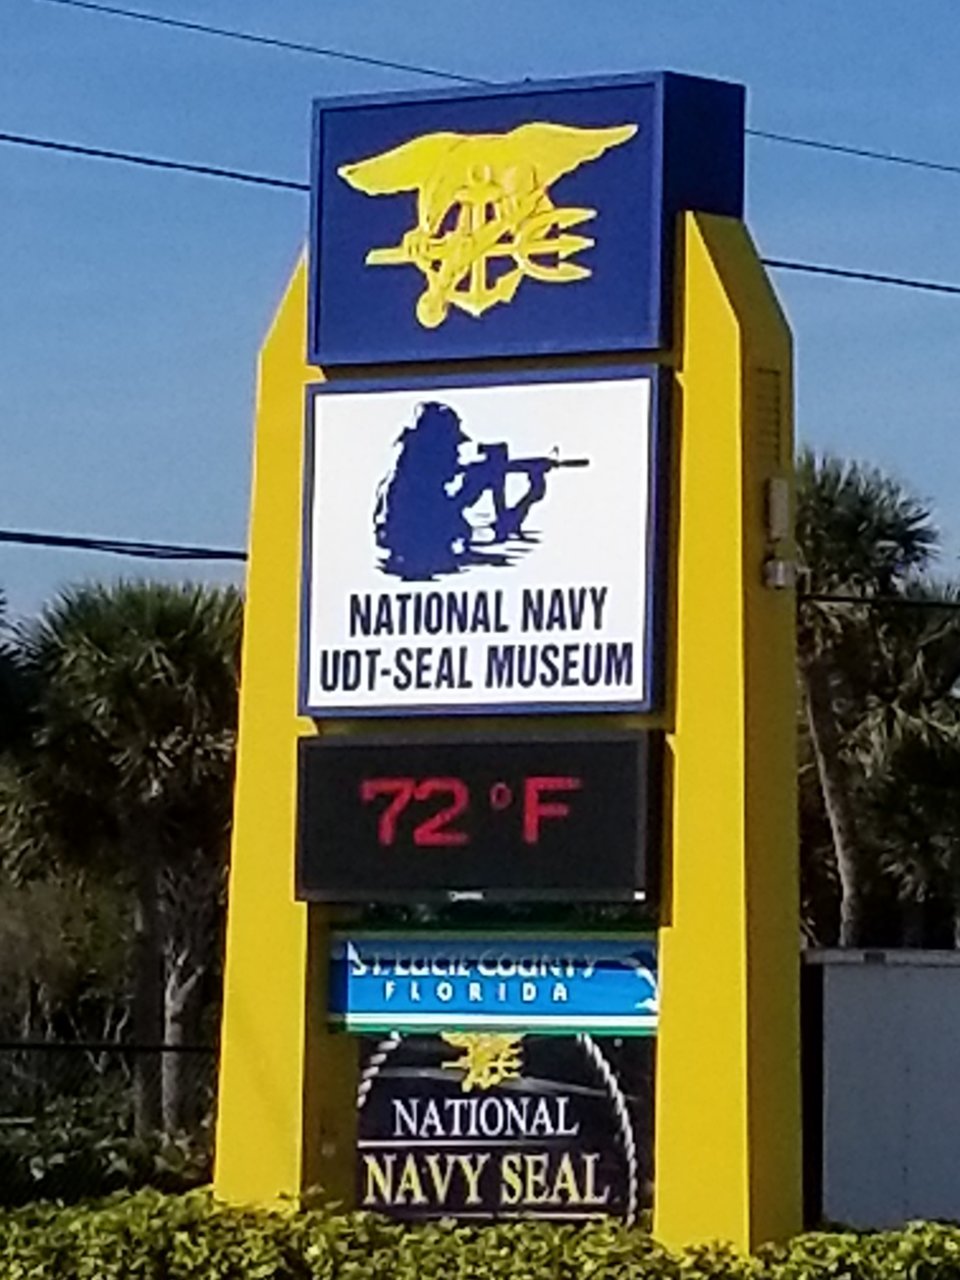 NATIONAL NAVY
UDT-SEAL MUSEUM
72°F
ST. LUCIE COUNTY
FLORIDA
NATIONAL
NAVY SEAL